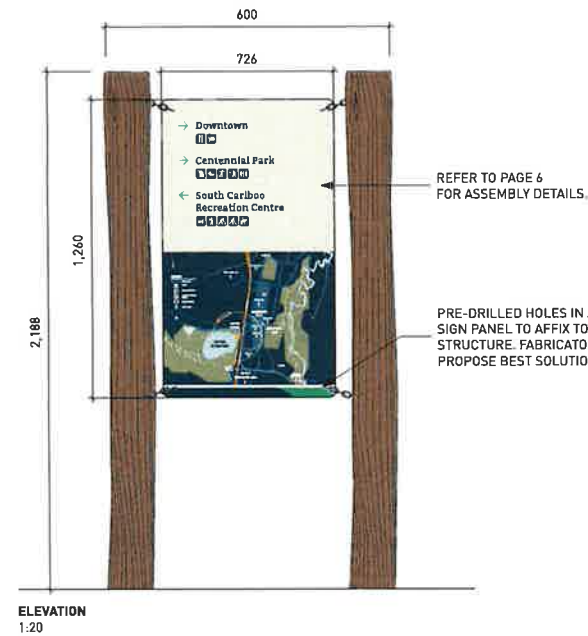 600
726
→ Downtown
→ Centennial Park
← South Cariboo
Recreation Centre
REFER TO PAGE 6
FOR ASSEMBLY DETAILS.
1,260
2,188
PRE-DRILLED HOLES IN
SIGN PANEL TO AFFIX TO
STRUCTURE. FABRICATO
PROPOSE BEST SOLUTIO
ELEVATION
1:20